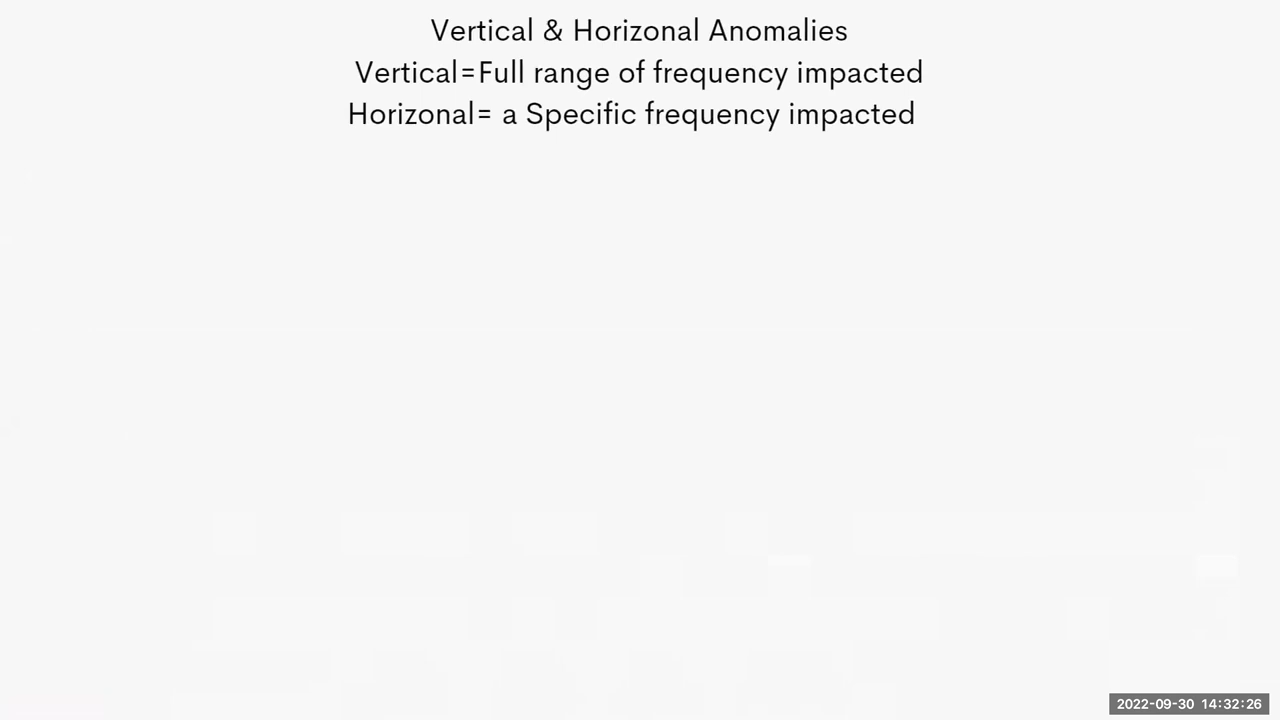 Vertical & Horizonal Anomalies
Vertical=Full range of frequency impacted
Horizonal= a Specific frequency impacted
2022-09-30 14:32:26